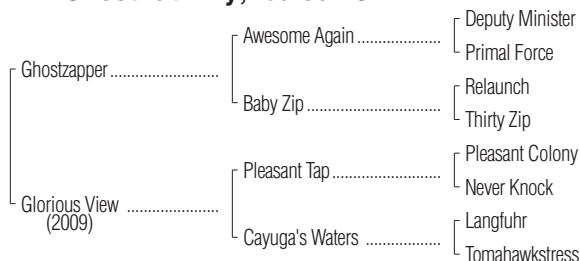 Deputy Minister
Awesome Again
Primal Force
Ghostzapper
Relaunch
Baby Zip
Thirty Zip
Pleasant Colony
Pleasant Tap
Never Knock
Glorious View
(2009)
Langfuhr
Cayuga's Waters
Tomahawkstress